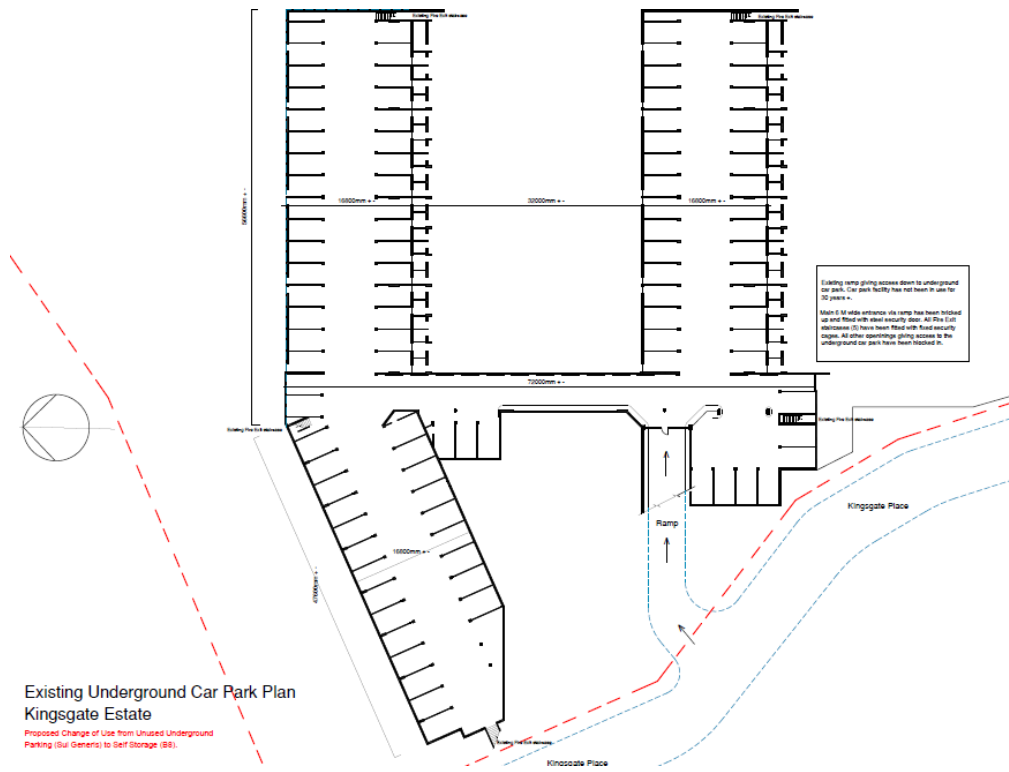 Existing Fire Exit staircase
Existing Fire Exit staircase
16800mm + -
32000mm + -
16800mm + -
Existing ramp giving access down to underground
car park. Car park facility has not been in use for
30 years +.
Main 6 M wide entrance via ramp has been bricked
up and fitted with steel security door. All Fire Exit
staircases (5) have been fitted with fixed security
cages. All other openings giving access to the
underground car park have been blocked in.
72000mm + -
Existing Fire Exit staircase
Existing Fire Exit staircase
Kingsgate Place
Ramp
16800mm + -
47600mm + -
Existing Underground Car Park Plan
Kingsgate Estate
Proposed Change of Use from Unused Underground
Parking (Sui Generis) to Self Storage (B8).
Existing Fire Exit staircase
Kingsgate Place